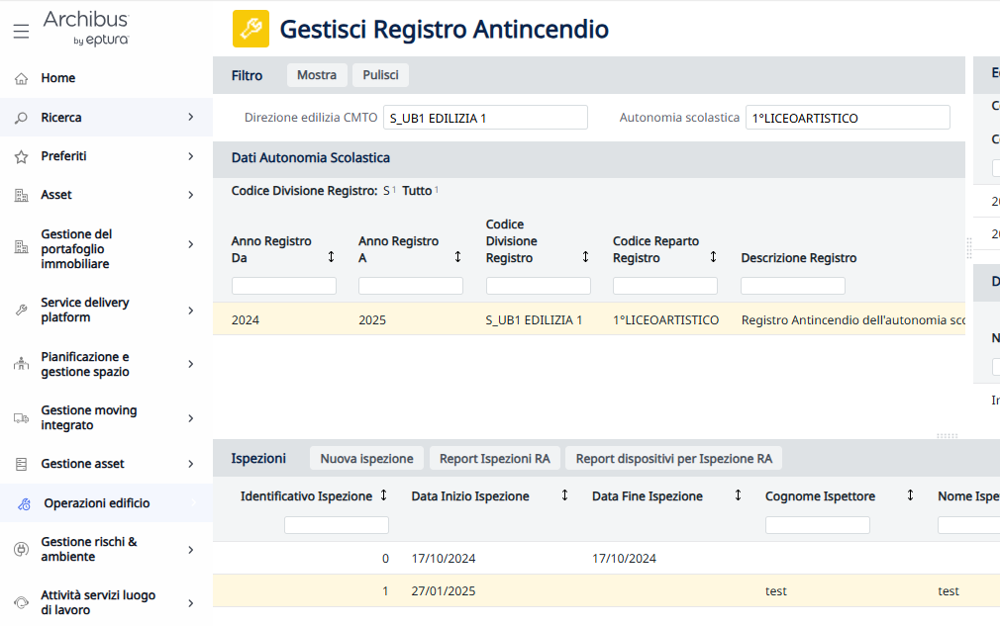 Archibus
by eptura
Home
Ricerca
Preferiti
Asset
Gestione del
portafoglio
immobiliare
Service delivery
platform
Pianificazione e
gestione spazio
Gestione moving
integrato
Gestione asset
Operazioni edificio
Gestione rischi &
ambiente
Attività servizi luogo
di lavoro
Gestisci Registro Antincendio
Filtro Mostra Pulisci
Direzione edilizia CMTO S_UB1 EDILIZIA 1 Autonomia scolastica 1°LICEOARTISTICO
Dati Autonomia Scolastica
Codice Divisione Registro: S 1 Tutto 1
Anno Registro
Da
Anno Registro
A
Codice
Divisione
Registro
Codice Reparto
Registro
Descrizione Registro
2024 2025 S_UB1 EDILIZIA 1 1°LICEOARTISTICO Registro Antincendio dell'autonomia sco
Ispezioni Nuova ispezione Report Ispezioni RA Report dispositivi per Ispezione RA
Identificativo Ispezione Data Inizio Ispezione Data Fine Ispezione Cognome Ispettore Nome Ispe
0 17/10/2024 17/10/2024
1 27/01/2025 test test